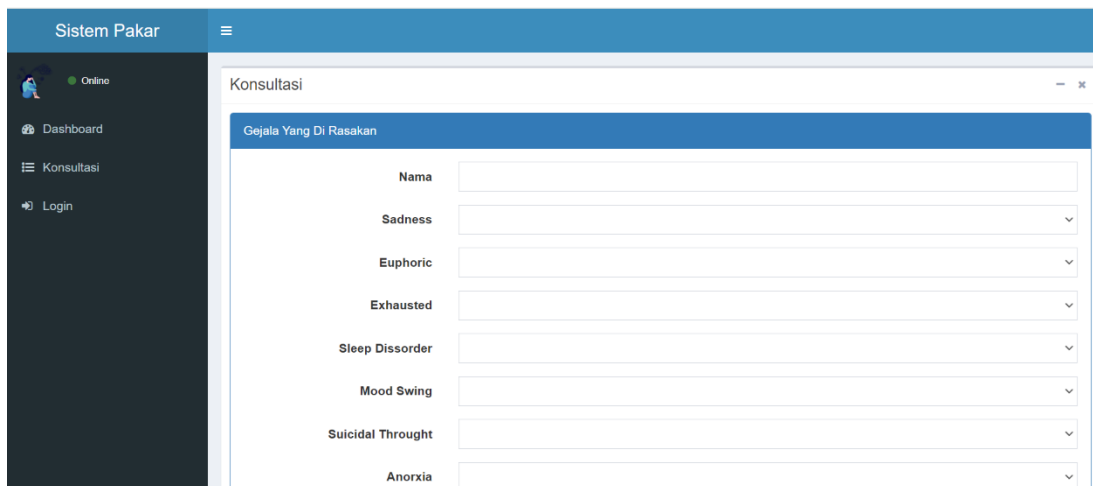 Sistem Pakar
Online
Dashboard
Konsultasi
Login
Konsultasi
Gejala Yang Di Rasakan
Nama
Sadness
Euphoric
Exhausted
Sleep Dissorder
Mood Swing
Suicidal Throught
Anorxia